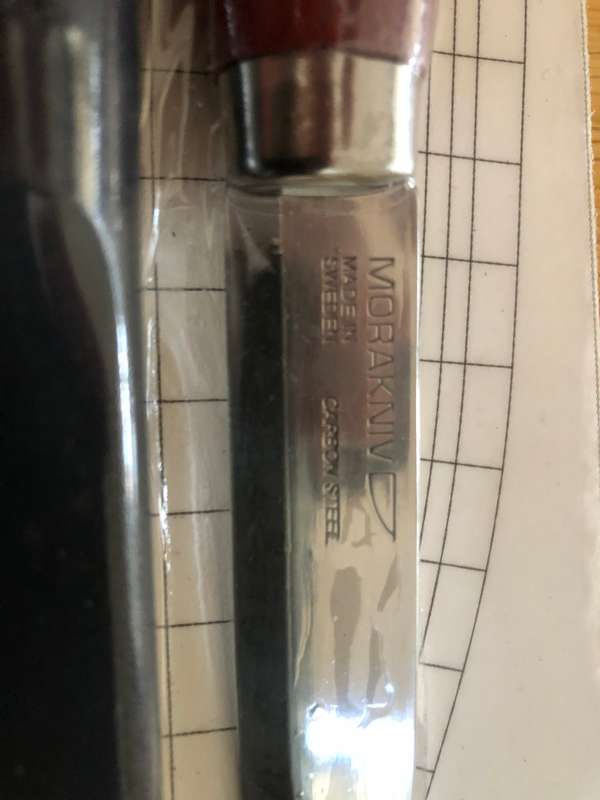 MORAKNIV
MADE IN
SWEDEN
CARBON STEEL